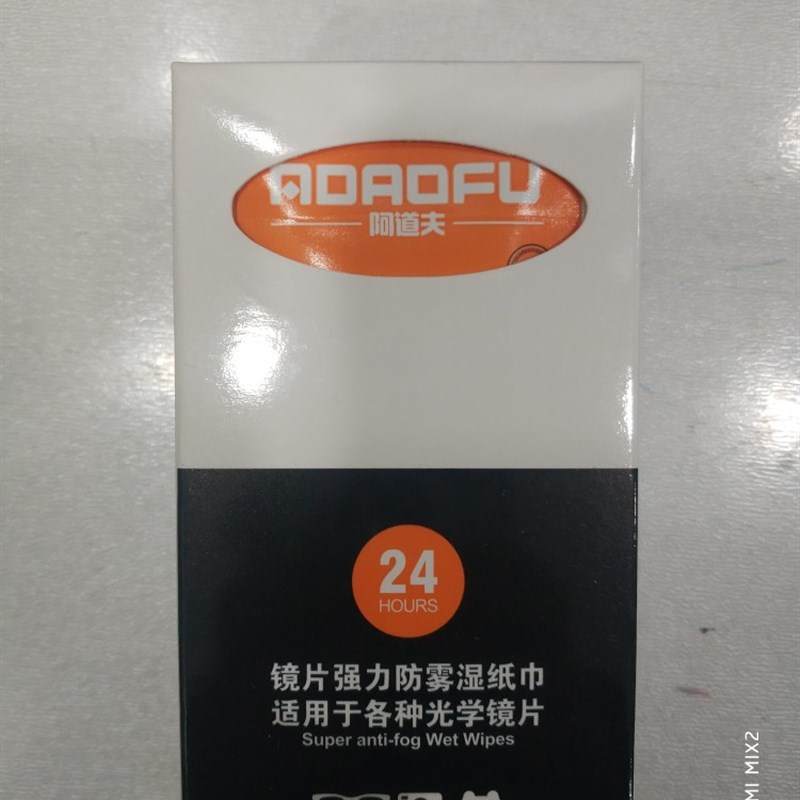 ADAOFU
阿道夫
24
HOURS
镜片强力防雾湿纸巾
适用于各种光学镜片
Super anti-fog Wet Wipes
MI MIX2